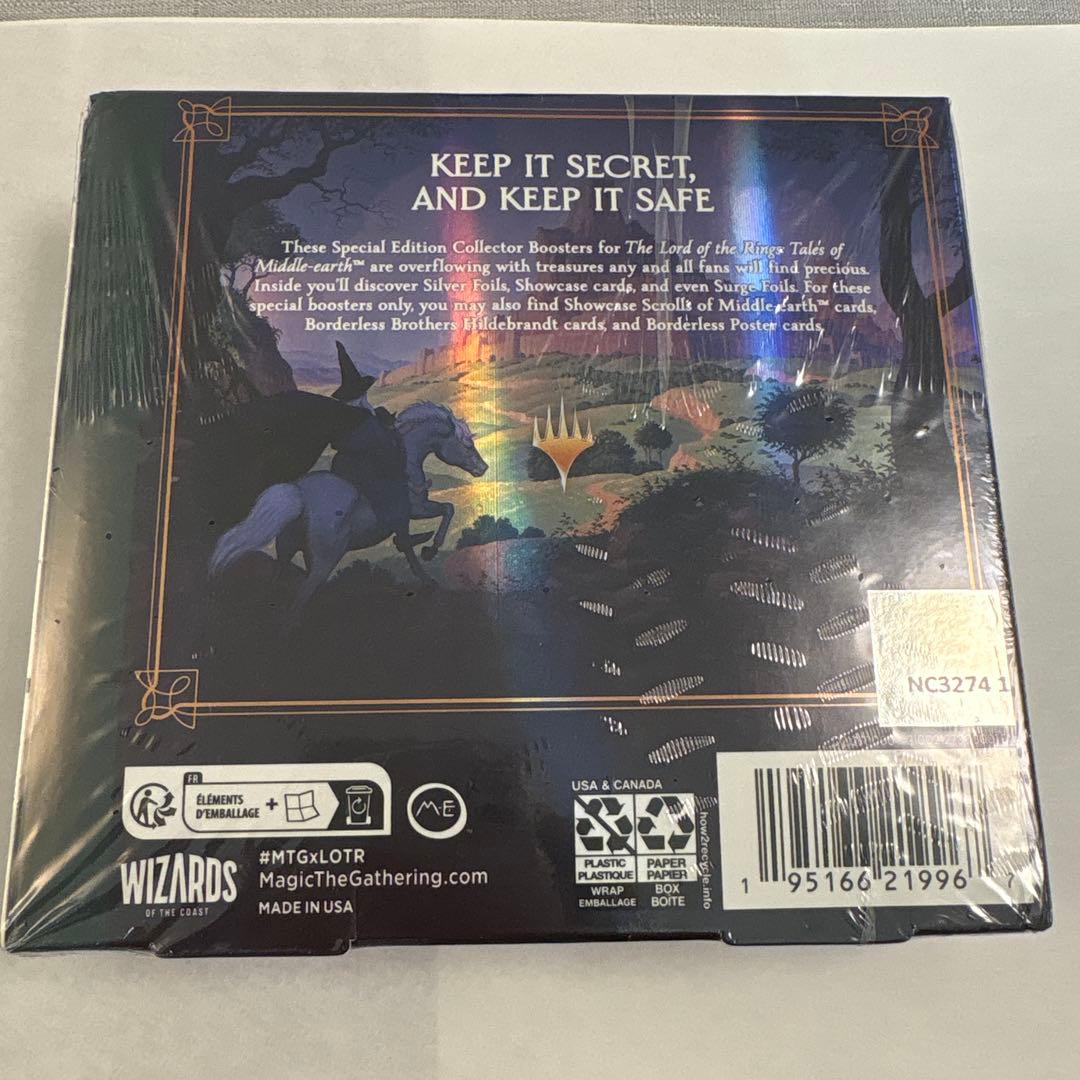 KEEP IT SECRET,
AND KEEP IT SAFE
These Special Edition Collector Boosters for The Lord of the Rings: Tales of
Middle-earth™ are overflowing with treasures any and all fans will find precious.
Inside you'll discover Silver Foils, Showcase cards, and even Surge Foils. For these
special boosters only, you may also find Showcase Scrolls of Middle-earth™ cards,
Borderless Brothers Hildebrandt cards, and Borderless Poster cards.
NC3274 1
FR
ÉLÉMENTS
D'EMBALLAGE +
M-E
™
WIZARDS
OF THE COAST
#MTGxLOTR
MagicTheGathering.com
MADE IN USA
USA & CANADA
PLASTIC
PLASTIQUE
WRAP
EMBALLAGE
PAPER
PAPIER
BOX
BOÎTE
how2recycle.info
1 95166 21996 7